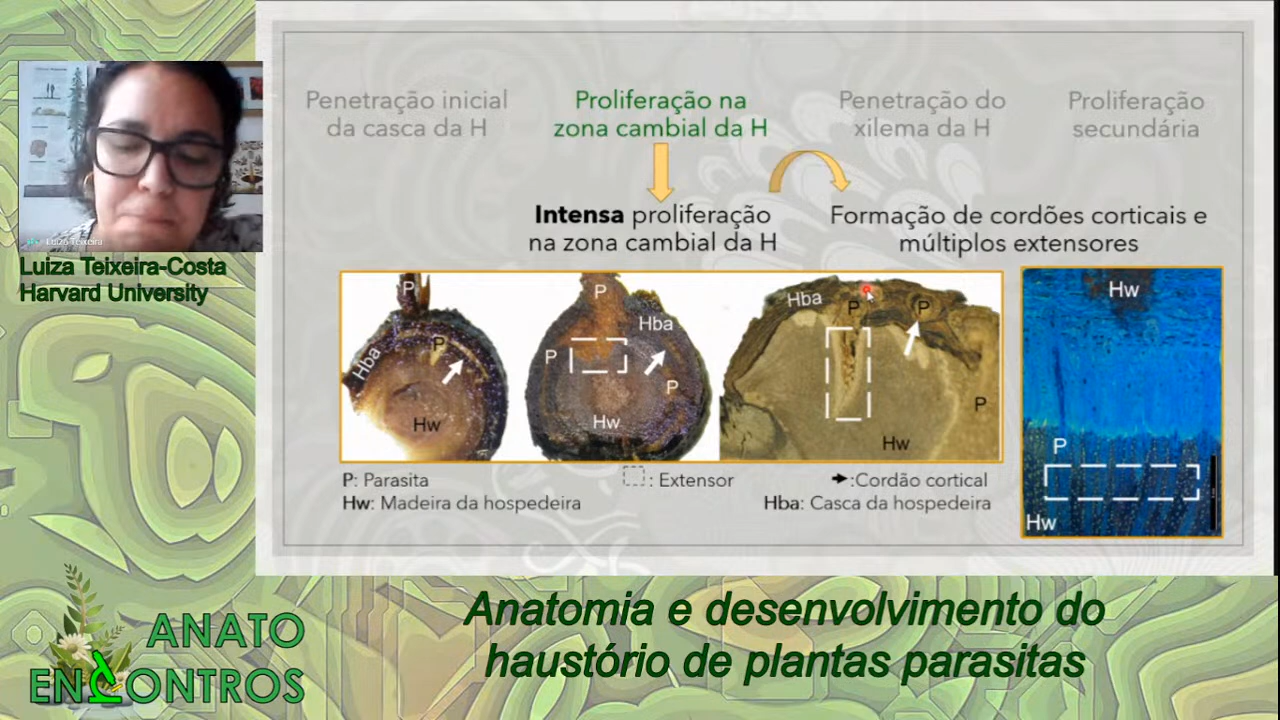 Penetração inicial
da casca da H
Proliferação na
zona cambial da H
Penetração do
xilema da H
Proliferação
secundária
Intensa proliferação
na zona cambial da H
Formação de cordões corticais e
múltiplos extensores
P
Hba
P
Hw
P
Hba
P
P
Hw
Hba
P
P
P
Hw
Hw
P
Hw
P: Parasita
: Extensor
:Cordão cortical
Hw: Madeira da hospedeira
Hba: Casca da hospedeira
Luiza Teixeira
Luiza Teixeira-Costa
Harvard University
ANATO
ENCONTROS
Anatomia e desenvolvimento do
haustório de plantas parasitas